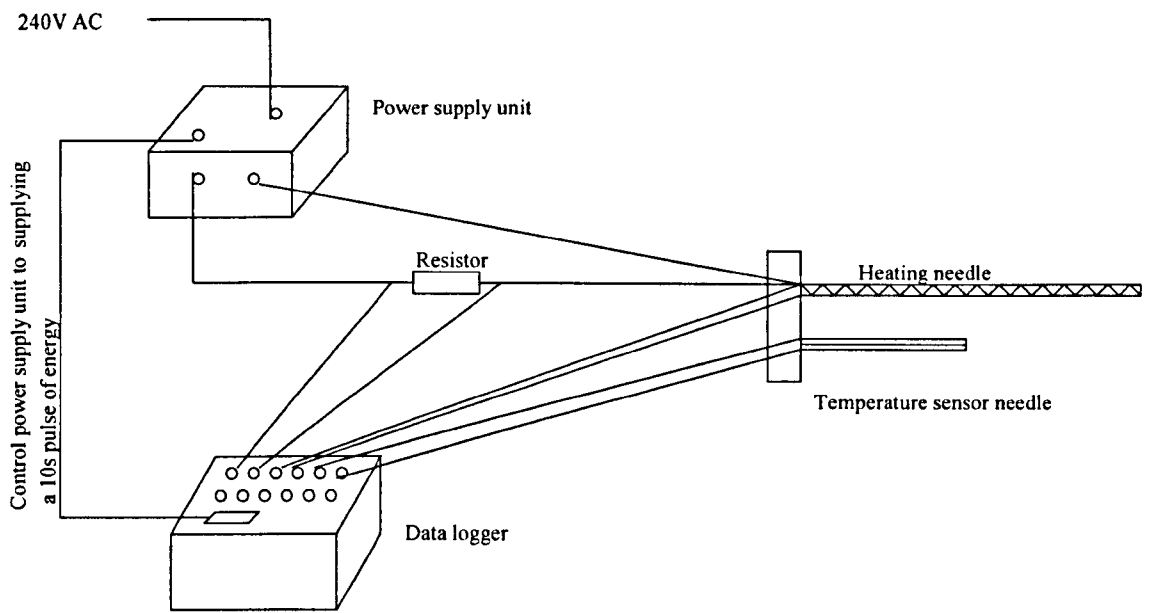 240V AC
Power supply unit
Control power supply unit to supplying
a 10s pulse of energy
Resistor
Heating needle
Temperature sensor needle
Data logger